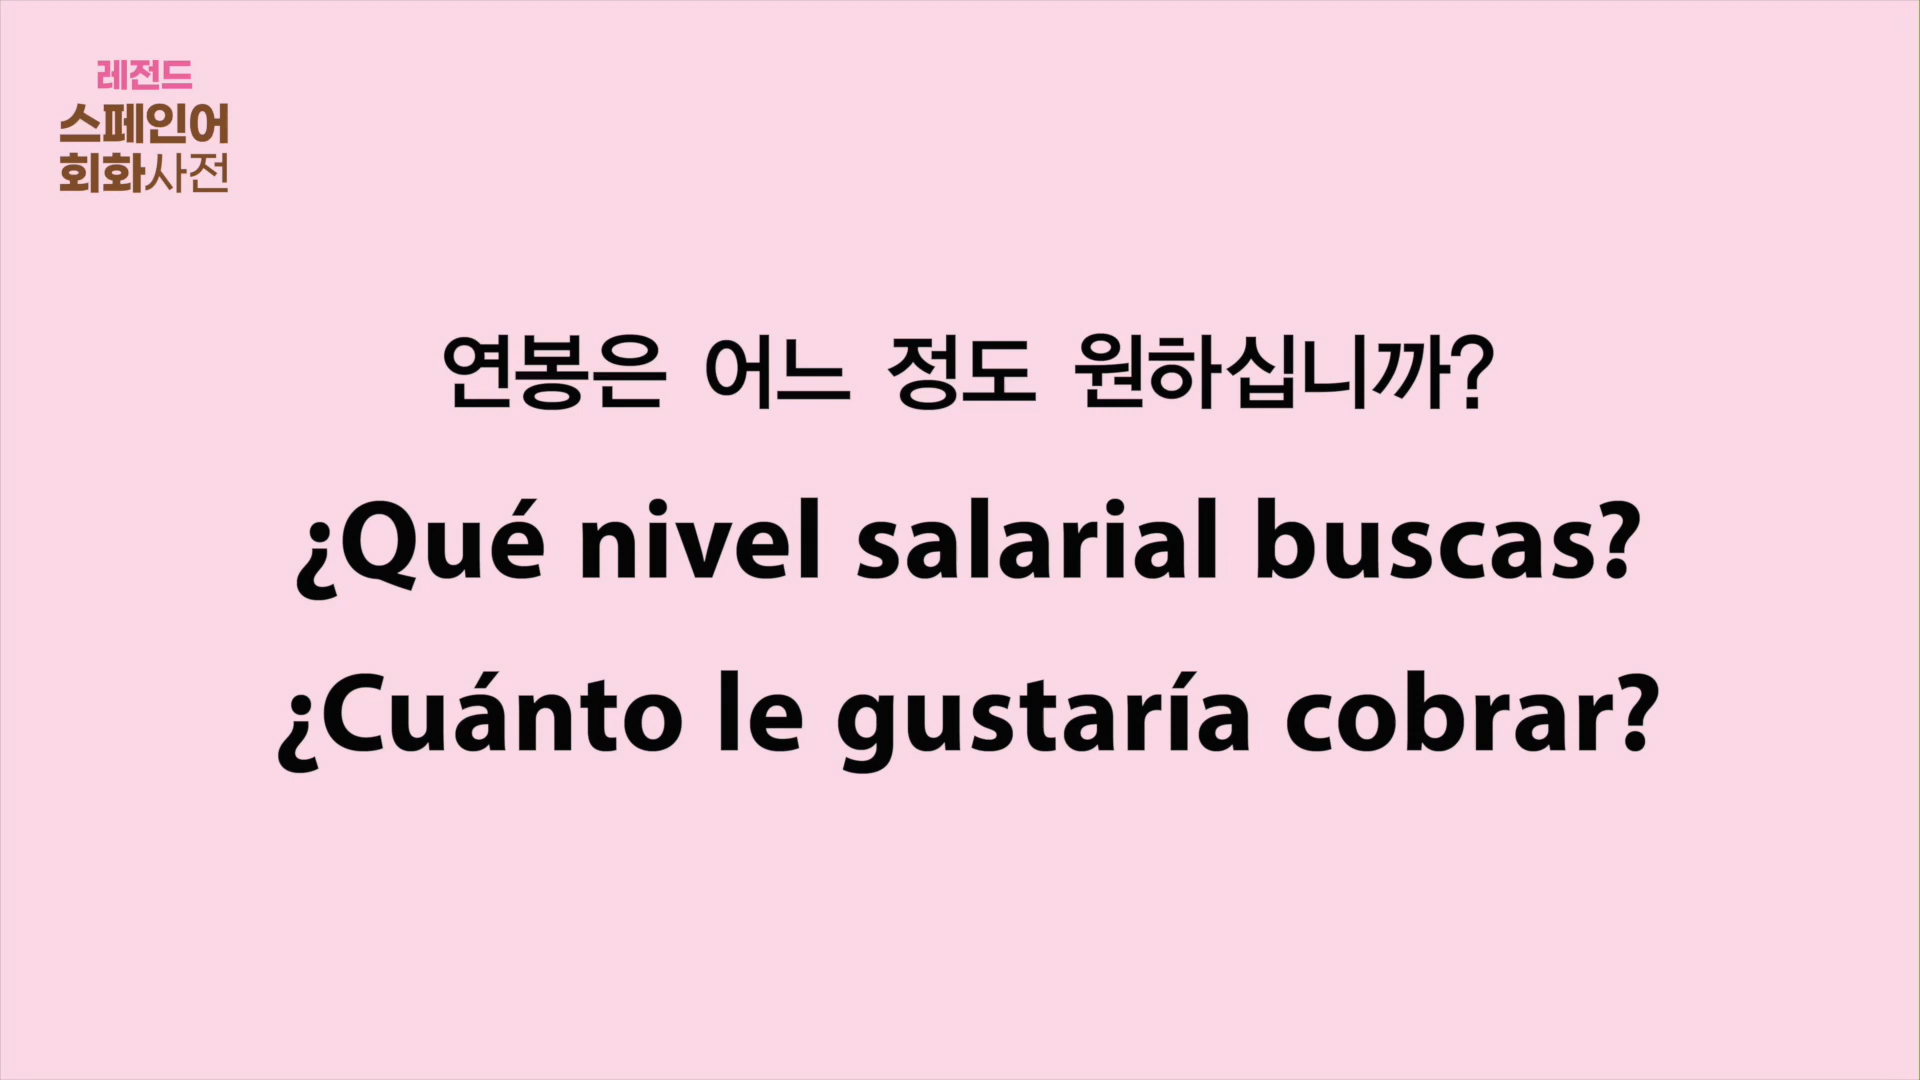 레전드
스페인어
회화사전
연봉은 어느 정도 원하십니까?
¿Qué nivel salarial buscas?
¿Cuánto le gustaría cobrar?